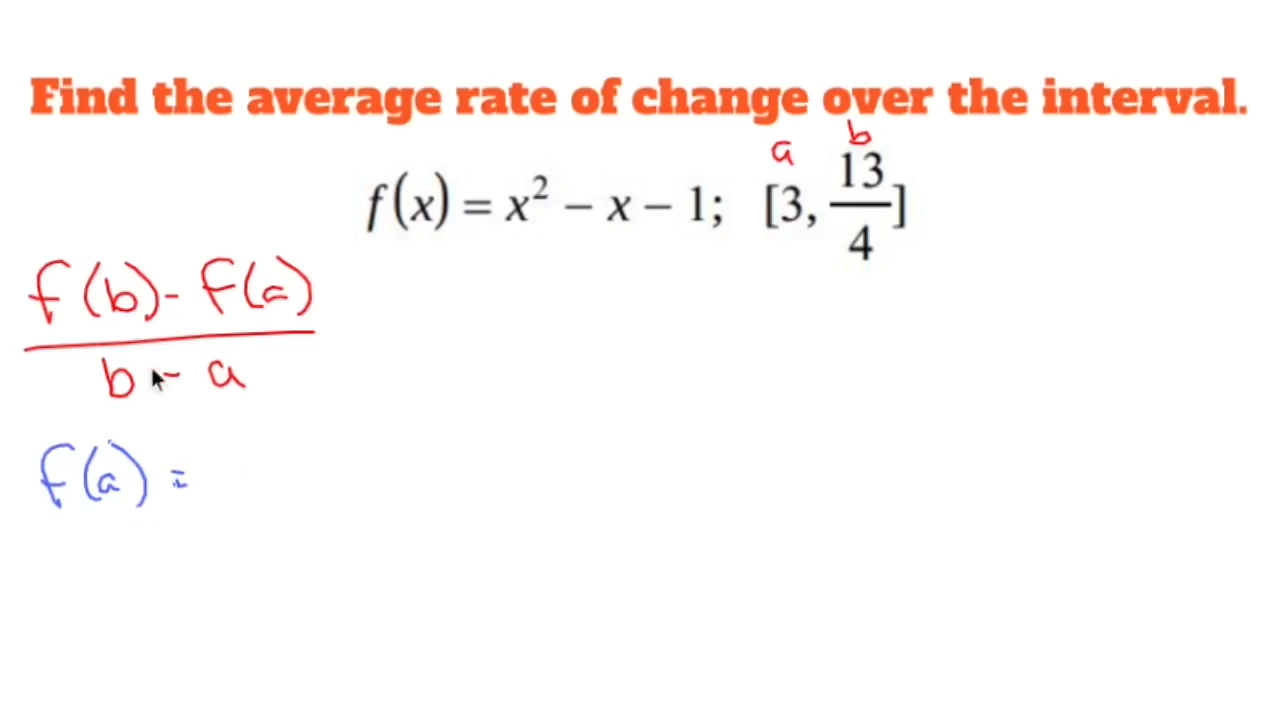 Find the average rate of change over the interval.
a b
f(x) = x² − x − 1; [3, 13/4]
f(b) - f(a)
b - a
f(a) =